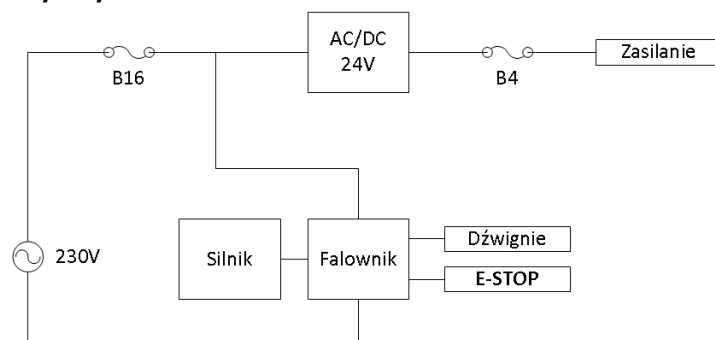 AC/DC
24V
Zasilanie
B16
B4
230V
Silnik
Falownik
Dźwignie
E-STOP